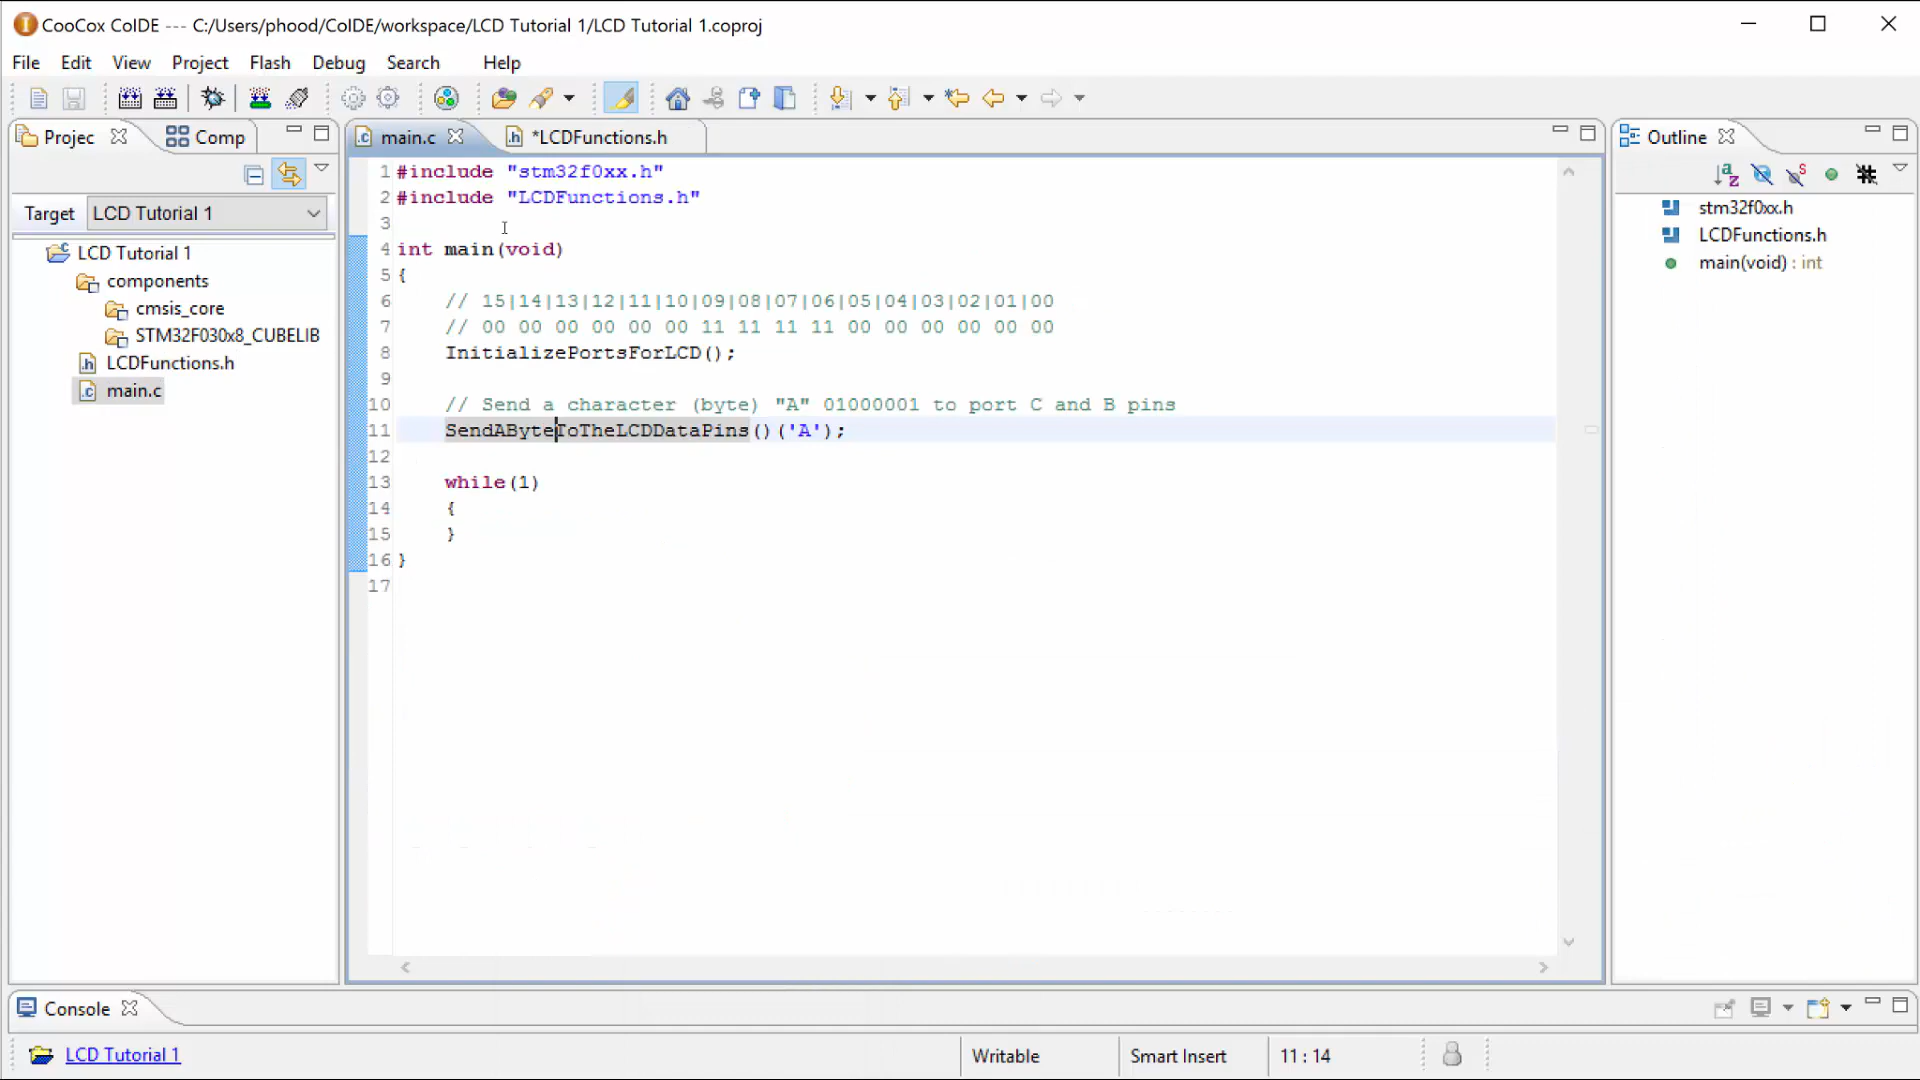 CooCox CoIDE --- C:/Users/phood/CoIDE/workspace/LCD Tutorial 1/LCD Tutorial 1.coproj
File Edit View Project Flash Debug Search Help
Projec
Comp
main.c
*LCDFunctions.h
Outline
Target LCD Tutorial 1
LCD Tutorial 1
components
cmsis_core
STM32F030x8_CUBELIB
LCDFunctions.h
main.c
1 #include "stm32f0xx.h"
2 #include "LCDFunctions.h"
3
4 int main(void)
5 {
6 // 15|14|13|12|11|10|09|08|07|06|05|04|03|02|01|00
7 // 00 00 00 00 00 00 11 11 11 11 00 00 00 00 00 00
8 InitializePortsForLCD();
9
10 // Send a character (byte) "A" 01000001 to port C and B pins
11 SendAByteToTheLCDDataPins()('A');
12
13 while(1)
14 {
15 }
16 }
17
stm32f0xx.h
LCDFunctions.h
main(void) : int
Console
LCD Tutorial 1
Writable
Smart Insert
11 : 14